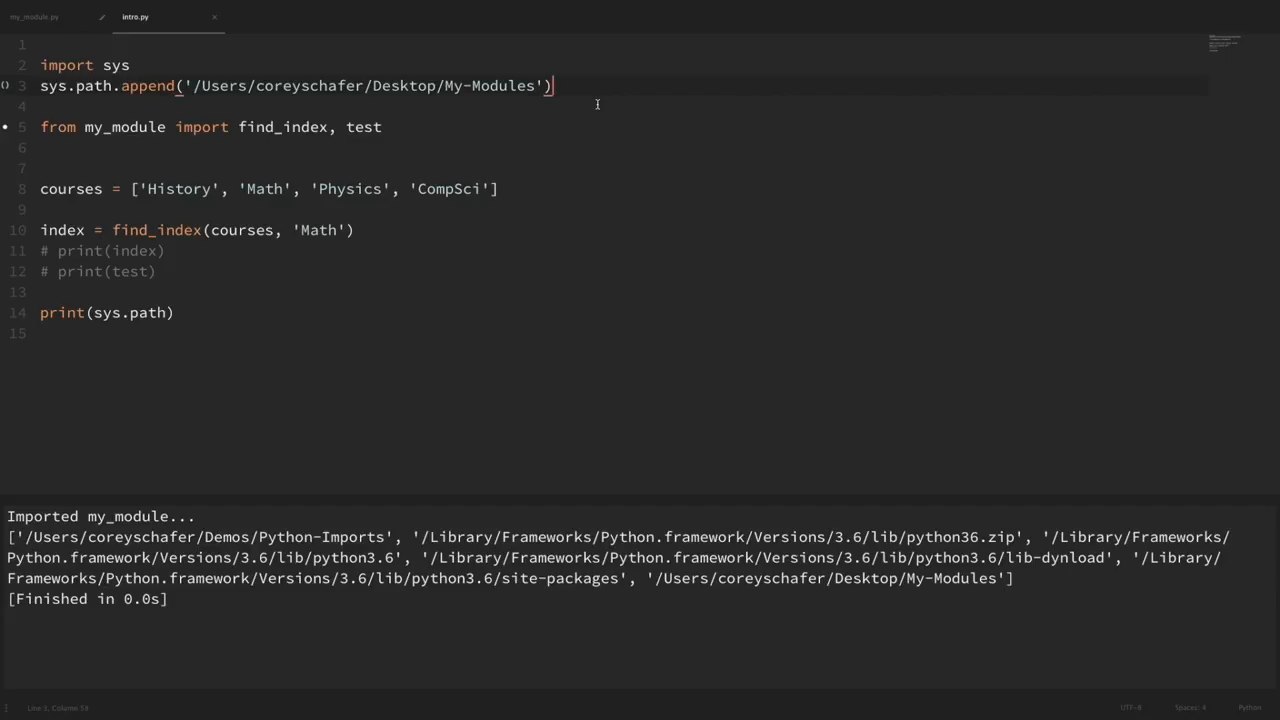 my_module.py intro.py ×
1
2 import sys
3 sys.path.append('/Users/coreyschafer/Desktop/My-Modules')
4
5 from my_module import find_index, test
6
7
8 courses = ['History', 'Math', 'Physics', 'CompSci']
9
10 index = find_index(courses, 'Math')
11 # print(index)
12 # print(test)
13
14 print(sys.path)
15
Imported my_module...
['/Users/coreyschafer/Demos/Python-Imports', '/Library/Frameworks/Python.framework/Versions/3.6/lib/python36.zip', '/Library/Frameworks/
Python.framework/Versions/3.6/lib/python3.6', '/Library/Frameworks/Python.framework/Versions/3.6/lib/python3.6/lib-dynload', '/Library/
Frameworks/Python.framework/Versions/3.6/lib/python3.6/site-packages', '/Users/coreyschafer/Desktop/My-Modules']
[Finished in 0.0s]
Line 3, Column 59 UTF-8 Spaces: 4 Python